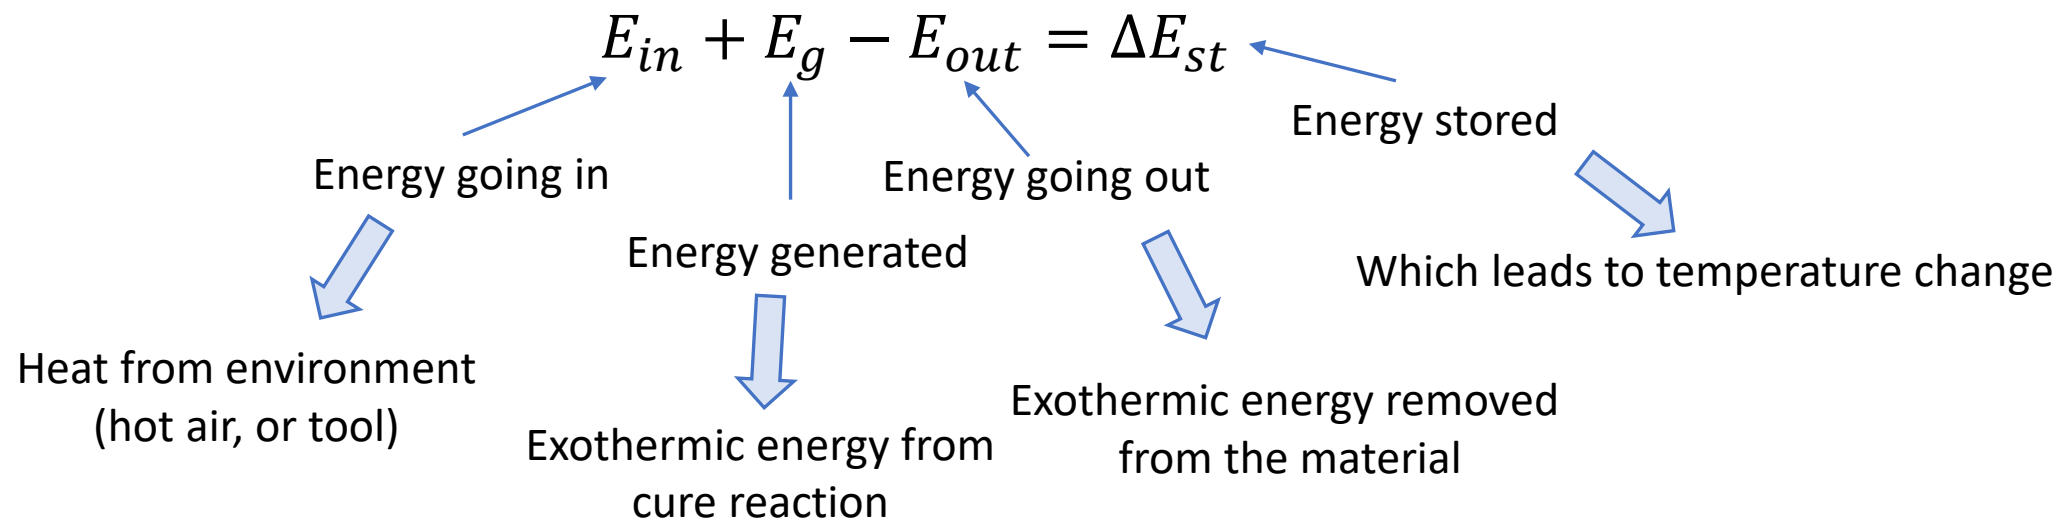 E_in + E_g − E_out = ΔE_st
Energy stored
Energy going in
Energy going out
Energy generated
Which leads to temperature change
Heat from environment
(hot air, or tool)
Exothermic energy removed
from the material
Exothermic energy from
cure reaction